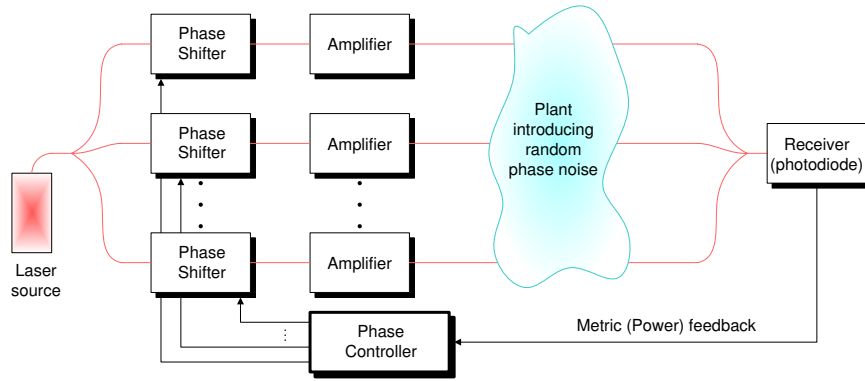 Phase
Shifter
Amplifier
Phase
Shifter
Amplifier
Plant
introducing
random
phase noise
Receiver
(photodiode)
Phase
Shifter
Amplifier
Laser
source
Phase
Controller
Metric (Power) feedback